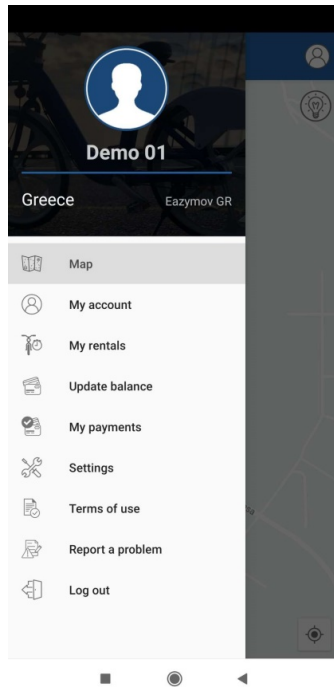 Demo 01
Greece Eazymov GR
Map
My account
My rentals
Update balance
My payments
Settings
Terms of use
Report a problem
Log out